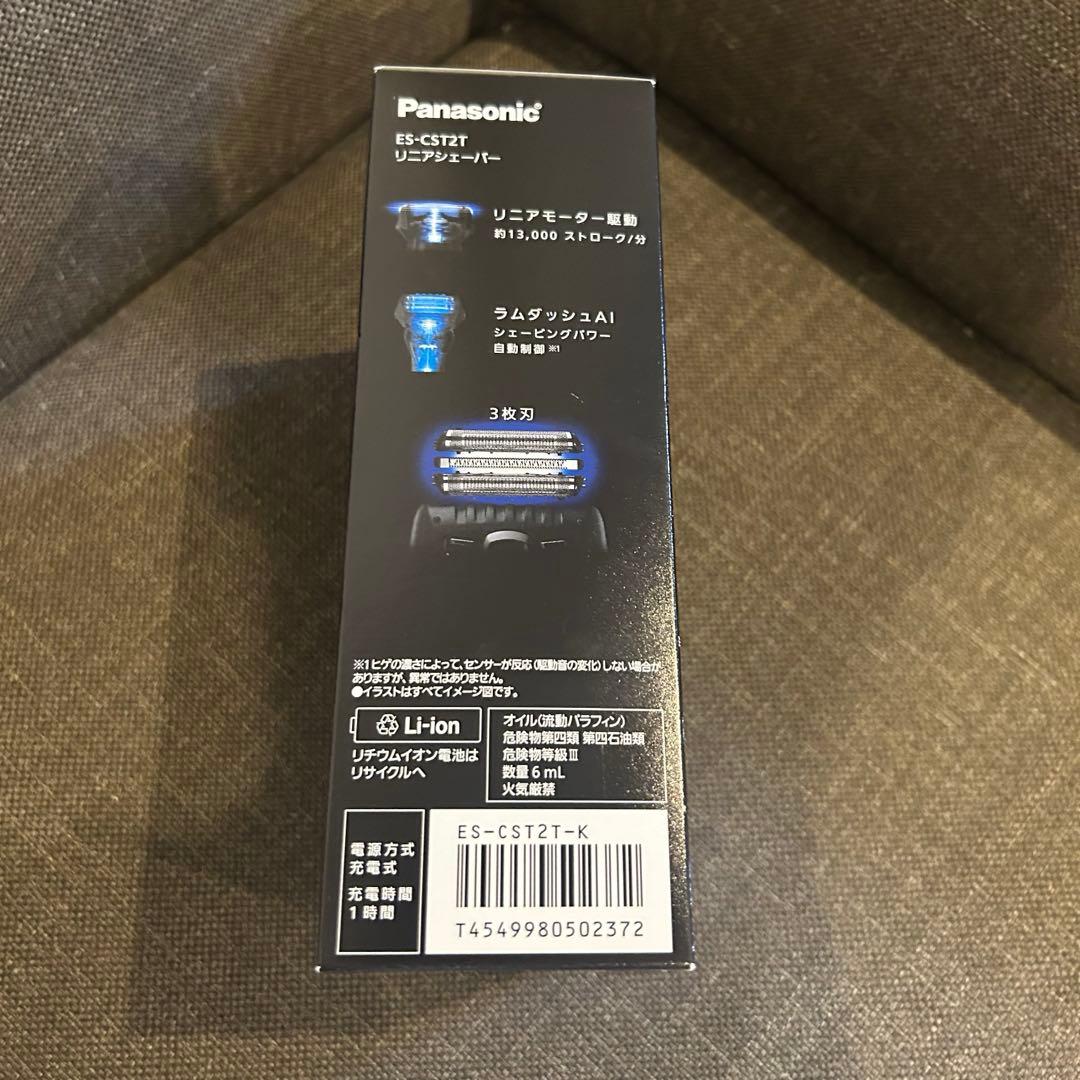 Panasonic
ES-CST2T
リニアシェーバー
リニアモーター駆動
約13,000 ストローク/分
ラムダッシュAI
シェービングパワー
自動制御※1
3枚刃
※1ヒゲの濃さによって、センサーが反応(駆動音の変化)しない場合が
ありますが、異常ではありません。
●イラストはすべてイメージ図です。
Li-ion
リチウムイオン電池は
リサイクルへ
オイル(流動パラフィン)
危険物第四類 第四石油類
危険物等級Ⅲ
数量6mL
火気厳禁
電源方式
充電式
充電時間
1時間
ES-CST2T-K
T4549980502372